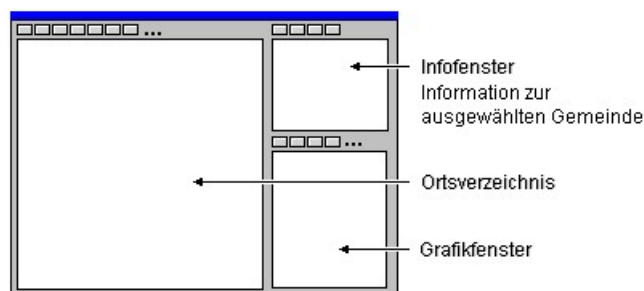 Infofenster
Information zur
ausgewählten Gemeinde
Ortsverzeichnis
Grafikfenster